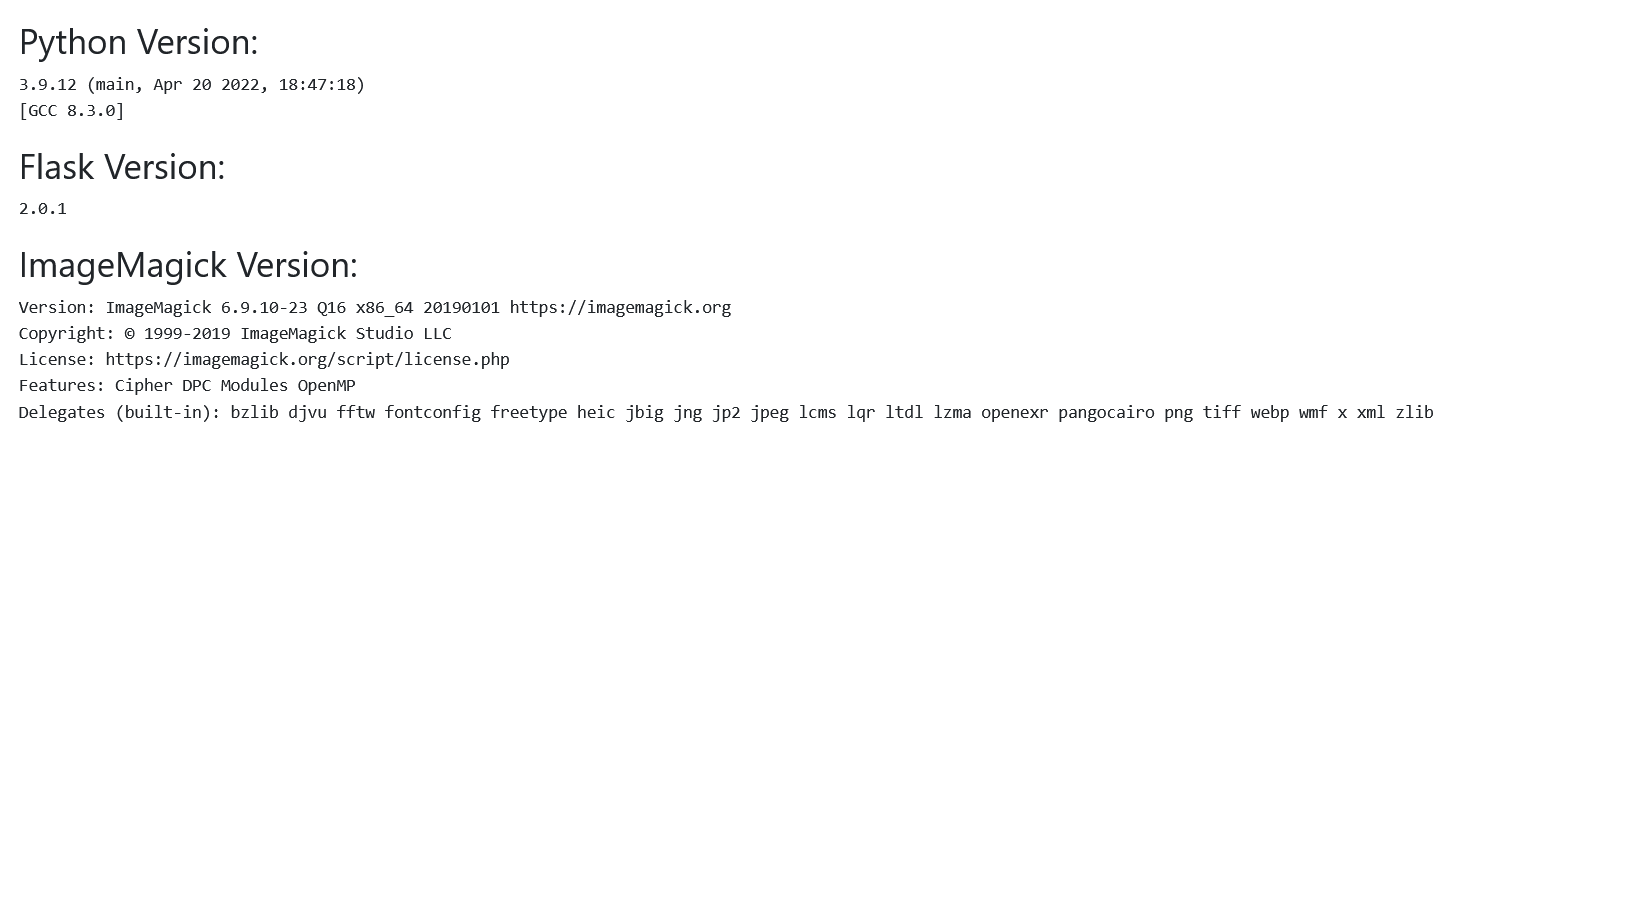 Python Version:
3.9.12 (main, Apr 20 2022, 18:47:18)
[GCC 8.3.0]
Flask Version:
2.0.1
ImageMagick Version:
Version: ImageMagick 6.9.10-23 Q16 x86_64 20190101 https://imagemagick.org
Copyright: © 1999-2019 ImageMagick Studio LLC
License: https://imagemagick.org/script/license.php
Features: Cipher DPC Modules OpenMP
Delegates (built-in): bzlib djvu fftw fontconfig freetype heic jbig jng jp2 jpeg lcms lqr ltdl lzma openexr pangocairo png tiff webp wmf x xml zlib